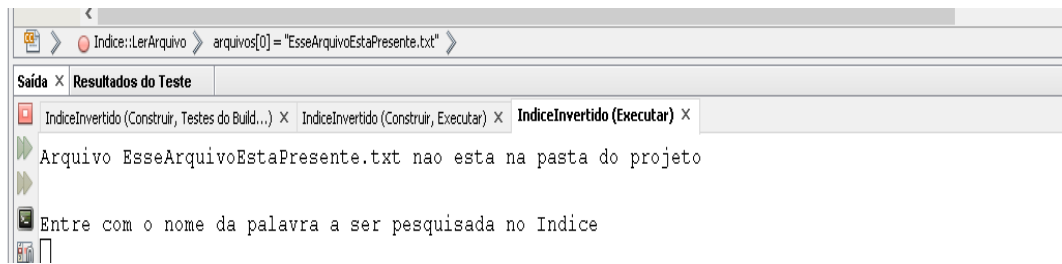 Indice::LerArquivo arquivos[0] = "EsseArquivoEstaPresente.txt"
Saída × Resultados do Teste
IndiceInvertido (Construir, Testes do Build...) × IndiceInvertido (Construir, Executar) × IndiceInvertido (Executar) ×
Arquivo EsseArquivoEstaPresente.txt nao esta na pasta do projeto
Entre com o nome da palavra a ser pesquisada no Indice